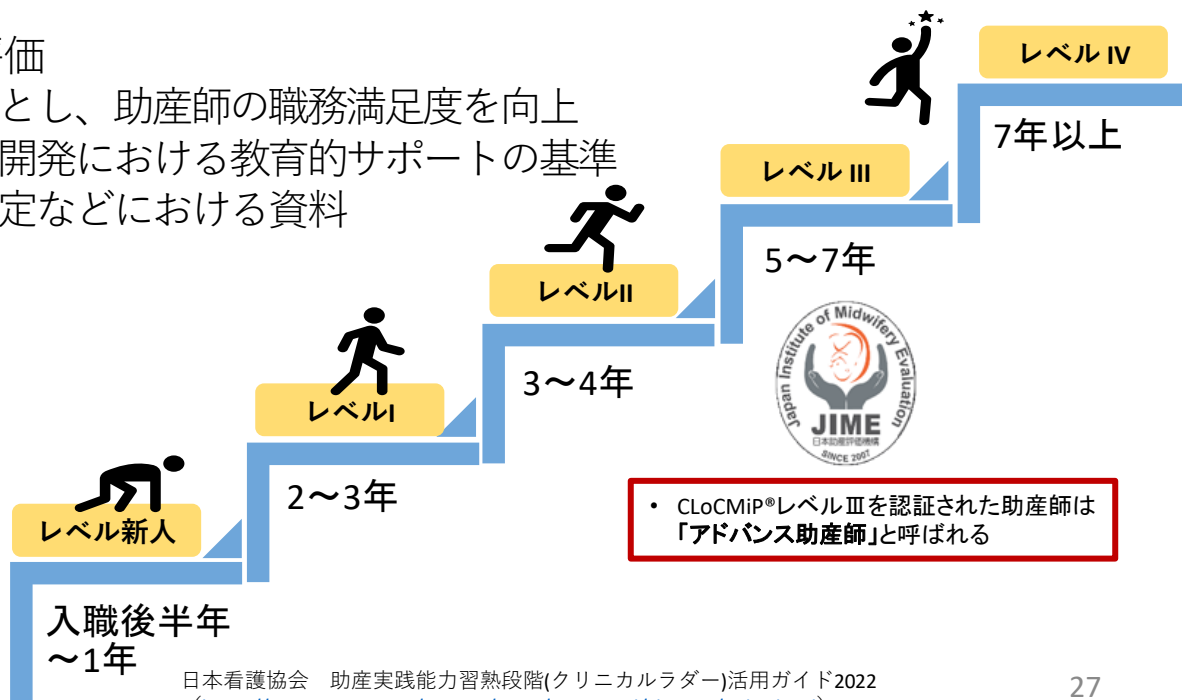 価
とし、助産師の職務満足度を向上
開発における教育的サポートの基準
定などにおける資料
レベル IV
7年以上
レベル III
5～7年
レベルII
3～4年
レベルI
2～3年
レベル新人
入職後半年
～1年
Japan Institute of Midwifery Evaluation
JIME
日本助産評価機構
SINCE 2007
• CLoCMiP®レベルⅢを認証された助産師は
「アドバンス助産師」と呼ばれる
日本看護協会 助産実践能力習熟段階(クリニカルラダー)活用ガイド2022
27